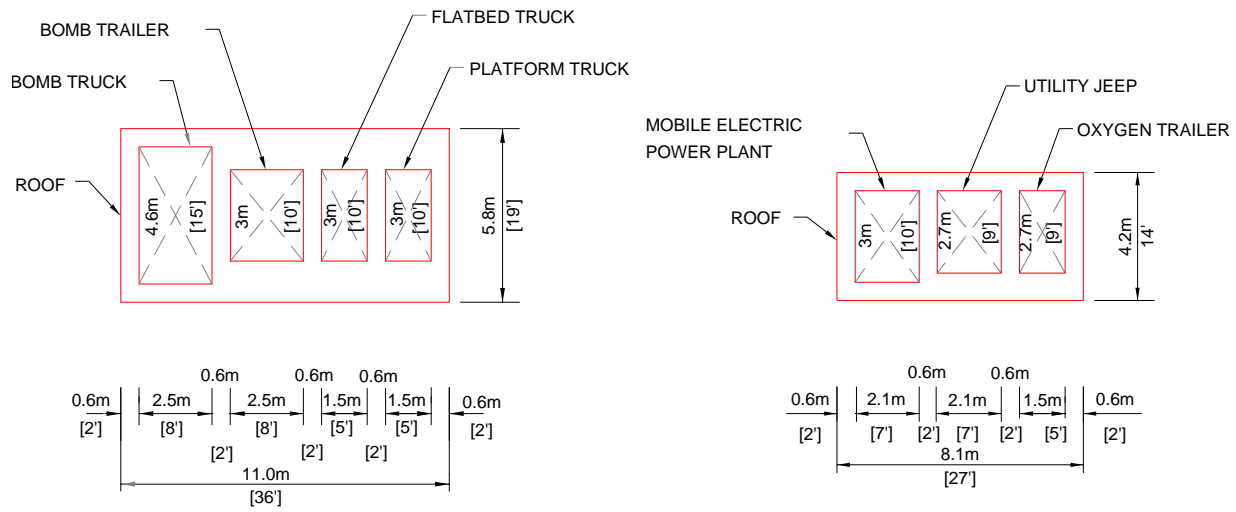 FLATBED TRUCK
BOMB TRAILER
PLATFORM TRUCK
BOMB TRUCK
ROOF
4.6m
[15']
3m
[10']
3m
[10']
3m
[10']
5.8m
[19']
0.6m
0.6m
0.6m
0.6m
2.5m
2.5m
1.5m
1.5m
0.6m
[2']
[8']
[8']
[5']
[5']
[2']
[2']
[2']
[2']
11.0m
[36']
UTILITY JEEP
MOBILE ELECTRIC
POWER PLANT
OXYGEN TRAILER
ROOF
3m
[10']
2.7m
[9']
2.7m
[9']
4.2m
14'
0.6m
0.6m
0.6m
2.1m
2.1m
1.5m
0.6m
[2']
[7']
[2']
[7']
[2']
[5']
[2']
8.1m
[27']